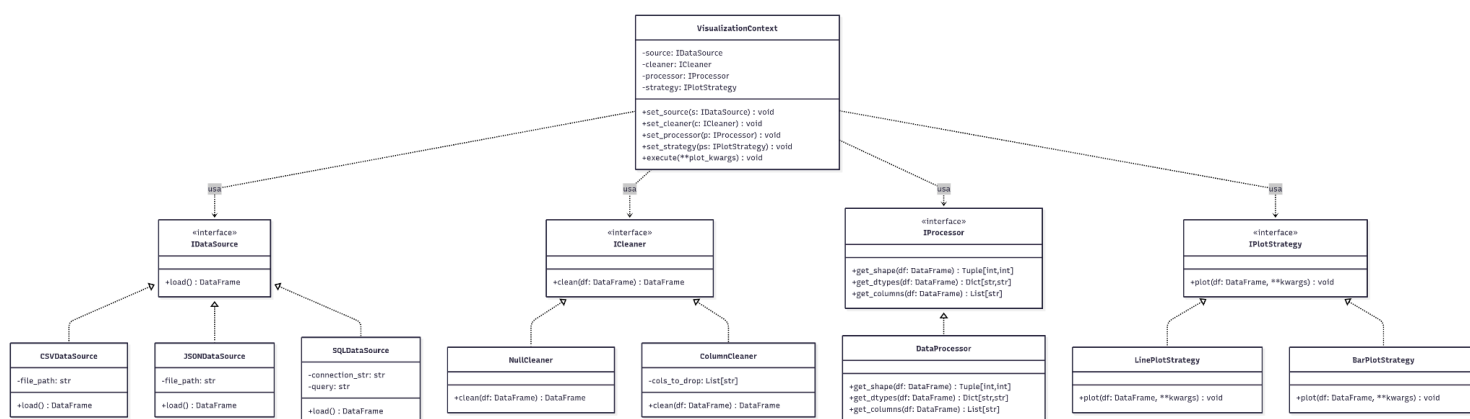 VisualizationContext
-source: IDataSource
-cleaner: ICleaner
-processor: IProcessor
-strategy: IPlotStrategy
+set_source(s: IDataSource) : void
+set_cleaner(c: ICleaner) : void
+set_processor(p: IProcessor) : void
+set_strategy(ps: IPlotStrategy) : void
+execute(**plot_kwargs) : void
usa
usa
usa
usa
«interface»
IDataSource
+load() : DataFrame
«interface»
ICleaner
+clean(df: DataFrame) : DataFrame
«interface»
IProcessor
+get_shape(df: DataFrame) : Tuple[int,int]
+get_dtypes(df: DataFrame) : Dict[str,str]
+get_columns(df: DataFrame) : List[str]
«interface»
IPlotStrategy
+plot(df: DataFrame, **kwargs) : void
CSVDataSource
-file_path: str
+load() : DataFrame
JSONDataSource
-file_path: str
+load() : DataFrame
SQLDataSource
-connection_str: str
-query: str
+load() : DataFrame
NullCleaner
+clean(df: DataFrame) : DataFrame
ColumnCleaner
-cols_to_drop: List[str]
+clean(df: DataFrame) : DataFrame
DataProcessor
+get_shape(df: DataFrame) : Tuple[int,int]
+get_dtypes(df: DataFrame) : Dict[str,str]
+get_columns(df: DataFrame) : List[str]
LinePlotStrategy
+plot(df: DataFrame, **kwargs) : void
BarPlotStrategy
+plot(df: DataFrame, **kwargs) : void